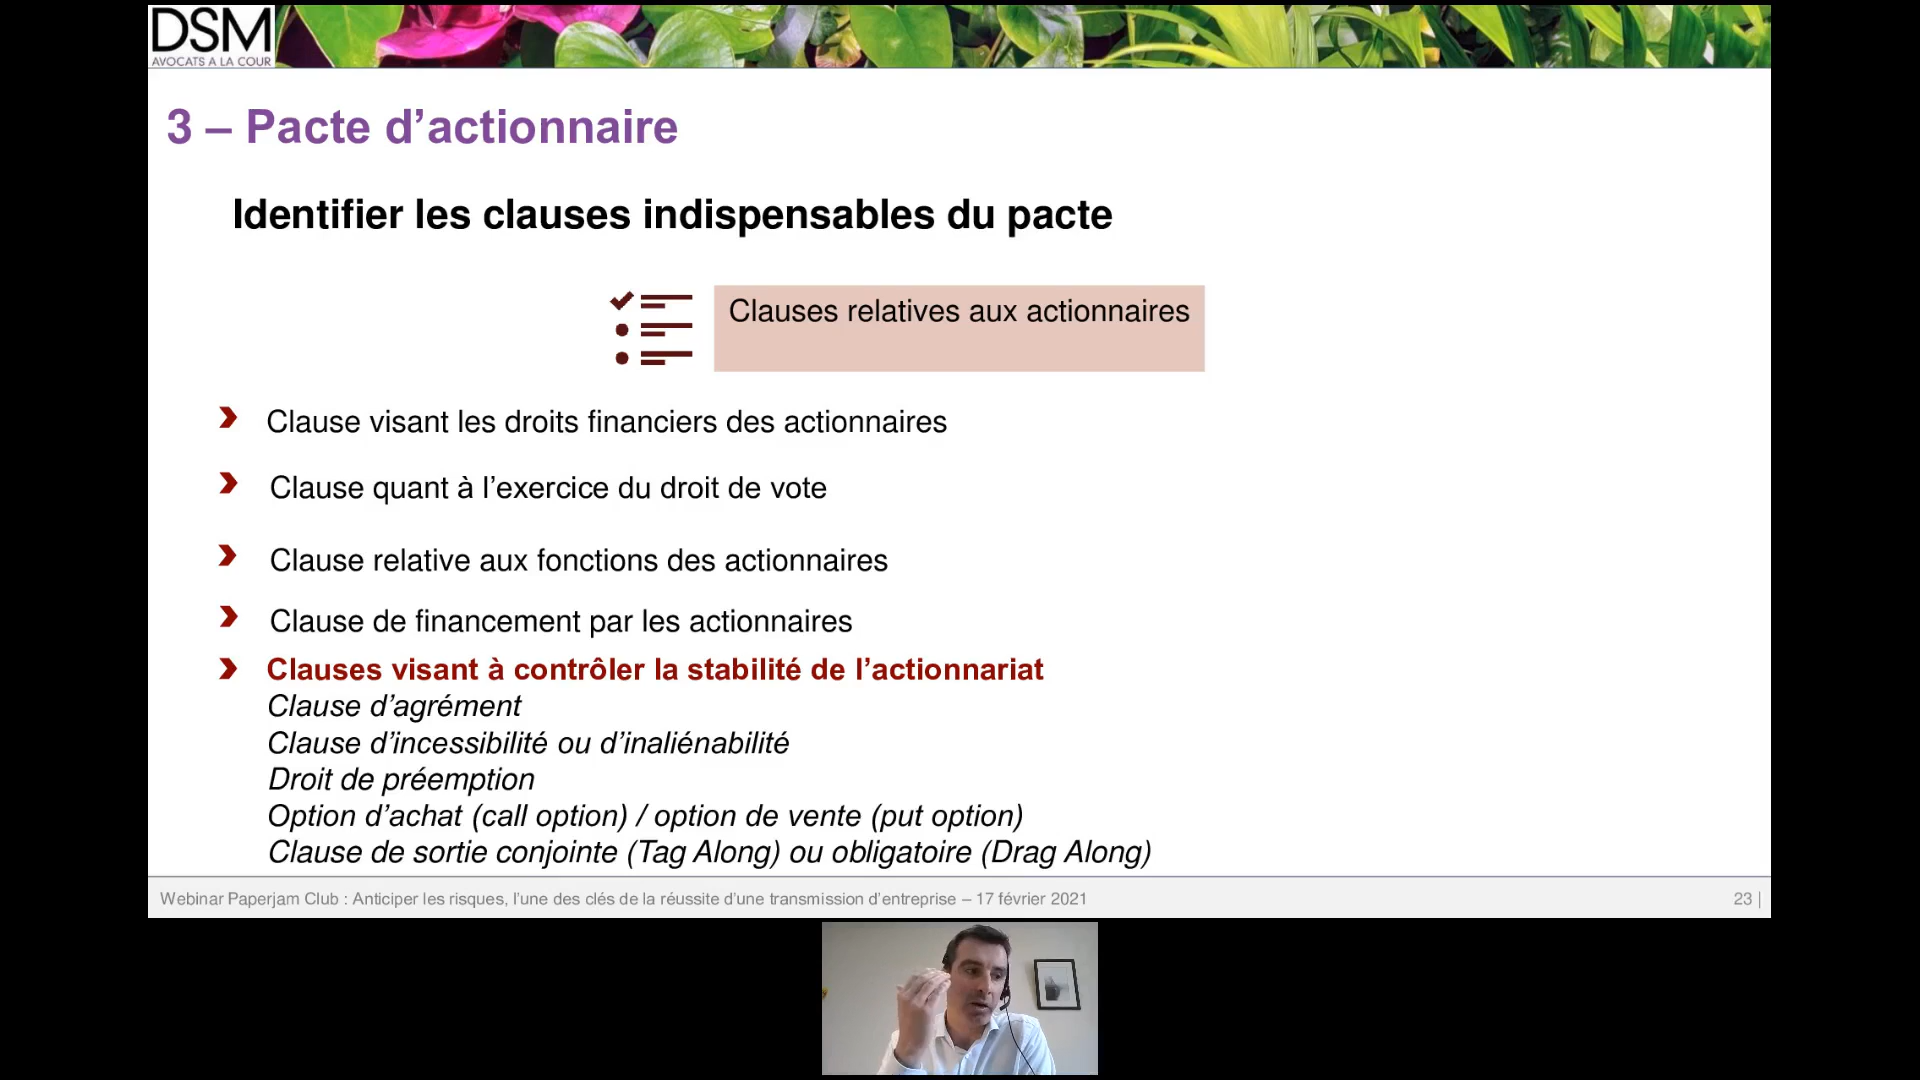 DSM
AVOCATS A LA COUR
3 – Pacte d’actionnaire
Identifier les clauses indispensables du pacte
Clauses relatives aux actionnaires
Clause visant les droits financiers des actionnaires
Clause quant à l’exercice du droit de vote
Clause relative aux fonctions des actionnaires
Clause de financement par les actionnaires
Clauses visant à contrôler la stabilité de l’actionnariat
Clause d’agrément
Clause d’incessibilité ou d’inaliénabilité
Droit de préemption
Option d’achat (call option) / option de vente (put option)
Clause de sortie conjointe (Tag Along) ou obligatoire (Drag Along)
Webinar Paperjam Club : Anticiper les risques, l’une des clés de la réussite d’une transmission d’entreprise – 17 février 2021
23 |